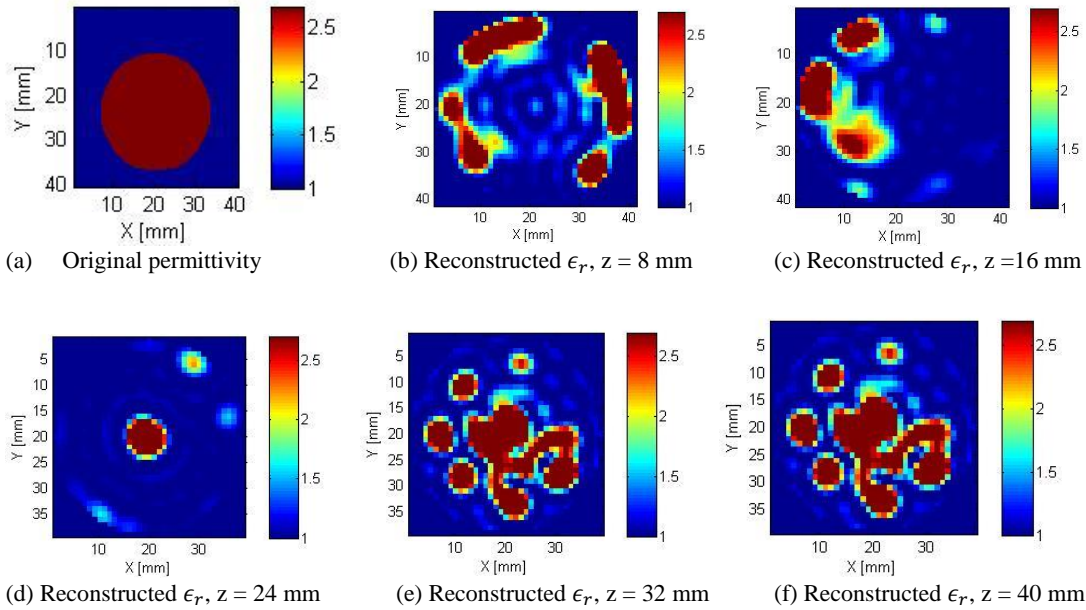 2.5
2
1.5
1
10
20
30
40
Y [mm]
10 20 30 40
X [mm]
(a) Original permittivity
2.5
2
1.5
1
10
20
30
40
Y [mm]
10 20 30 40
X [mm]
(b) Reconstructed ϵr, z = 8 mm
2.5
2
1.5
1
10
20
30
40
Y [mm]
10 20 30 40
X [mm]
(c) Reconstructed ϵr, z =16 mm
2.5
2
1.5
1
5
10
15
20
25
30
35
Y [mm]
10 20 30
X [mm]
(d) Reconstructed ϵr, z = 24 mm
2.5
2
1.5
1
5
10
15
20
25
30
35
Y [mm]
10 20 30
X [mm]
(e) Reconstructed ϵr, z = 32 mm
2.5
2
1.5
1
5
10
15
20
25
30
35
Y [mm]
10 20 30
X [mm]
(f) Reconstructed ϵr, z = 40 mm